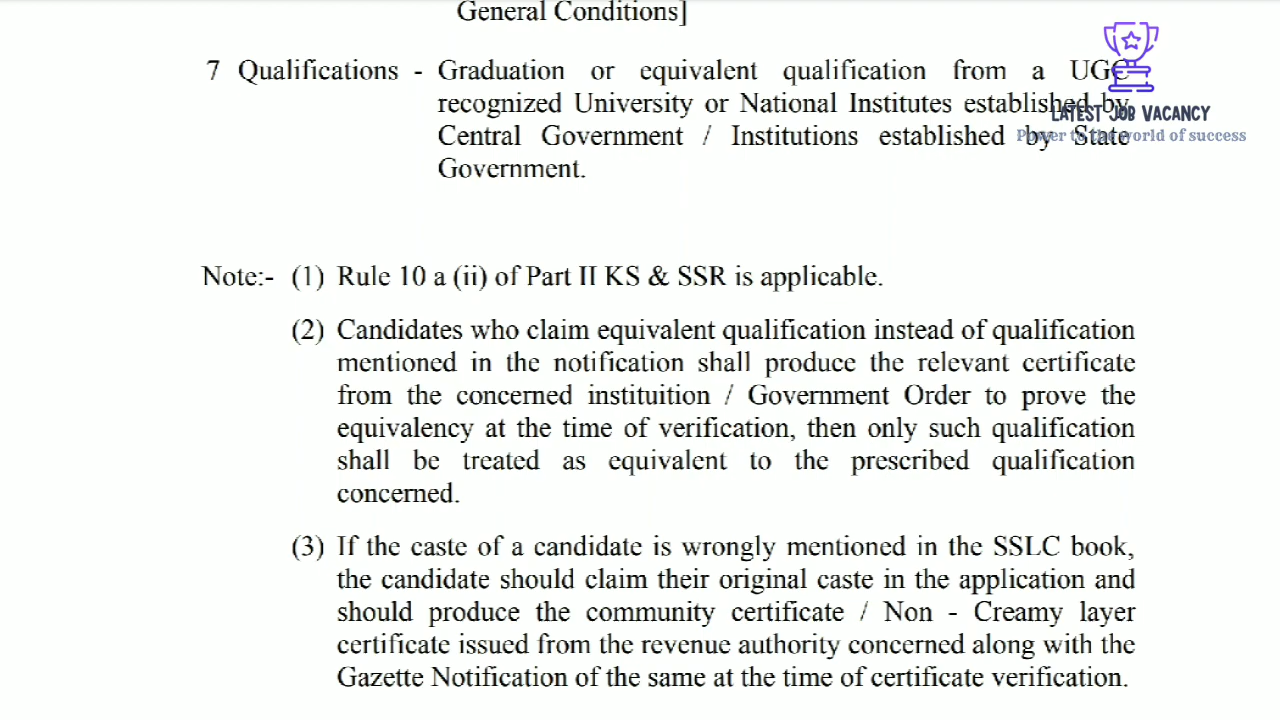 General Conditions]
7 Qualifications - Graduation or equivalent qualification from a UGC
recognized University or National Institutes established by
Central Government / Institutions established by State
Government.
LATEST JOB VACANCY
Power to the world of success
Note:- (1) Rule 10 a (ii) of Part II KS & SSR is applicable.
(2) Candidates who claim equivalent qualification instead of qualification
mentioned in the notification shall produce the relevant certificate
from the concerned instituition / Government Order to prove the
equivalency at the time of verification, then only such qualification
shall be treated as equivalent to the prescribed qualification
concerned.
(3) If the caste of a candidate is wrongly mentioned in the SSLC book,
the candidate should claim their original caste in the application and
should produce the community certificate / Non - Creamy layer
certificate issued from the revenue authority concerned along with the
Gazette Notification of the same at the time of certificate verification.